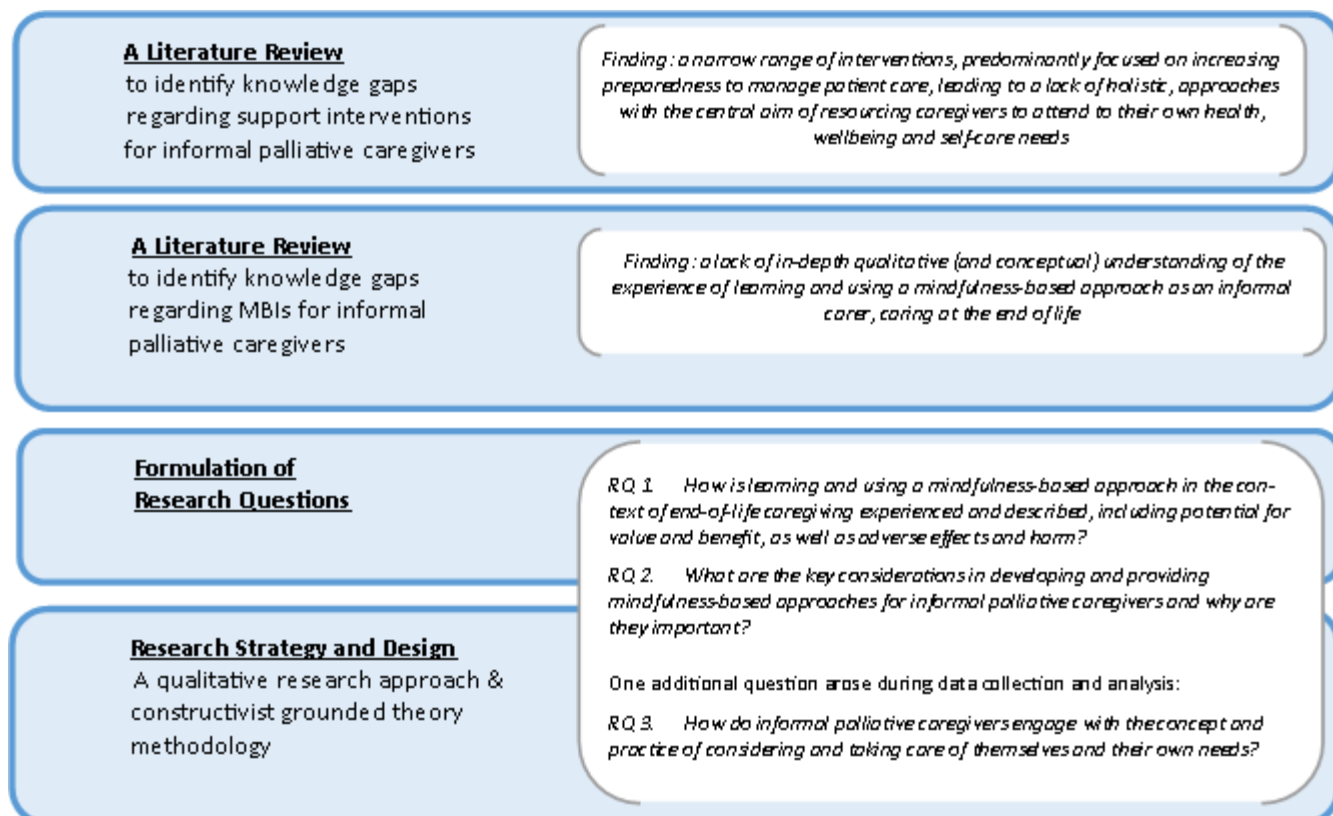 A Literature Review
to identify knowledge gaps
regarding support interventions
for informal palliative caregivers
Finding: a narrow range of interventions, predominantly focused on increasing
preparedness to manage patient care, leading to a lack of holistic, approaches
with the central aim of resourcing caregivers to attend to their own health,
wellbeing and self-care needs
A Literature Review
to identify knowledge gaps
regarding MBIs for informal
palliative caregivers
Finding: a lack of in-depth qualitative (and conceptual) understanding of the
experience of learning and using a mindfulness-based approach as an informal
carer, caring at the end of life
Formulation of
Research Questions
RQ 1. How is learning and using a mindfulness-based approach in the con-
text of end-of-life caregiving experienced and described, including potential for
value and benefit, as well as adverse effects and harm?
RQ 2. What are the key considerations in developing and providing
mindfulness-based approaches for informal palliative caregivers and why are
they important?
Research Strategy and Design
A qualitative research approach &
constructivist grounded theory
methodology
One additional question arose during data collection and analysis:
RQ 3. How do informal palliative caregivers engage with the concept and
practice of considering and taking care of themselves and their own needs?